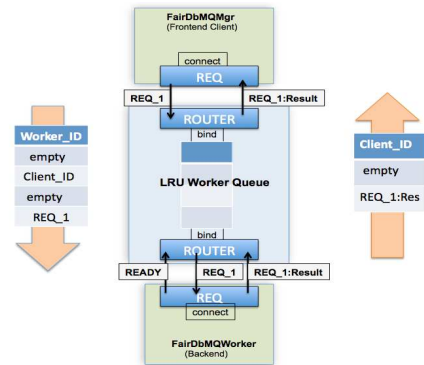 FairDbMQMgr
(Frontend Client)
connect
REQ
REQ_1
REQ_1:Result
ROUTER
bind
Worker_ID
empty
Client_ID
empty
REQ_1
LRU Worker Queue
Client_ID
empty
REQ_1:Res
bind
ROUTER
READY
REQ_1
REQ_1:Result
REQ
connect
FairDbMQWorker
(Backend)